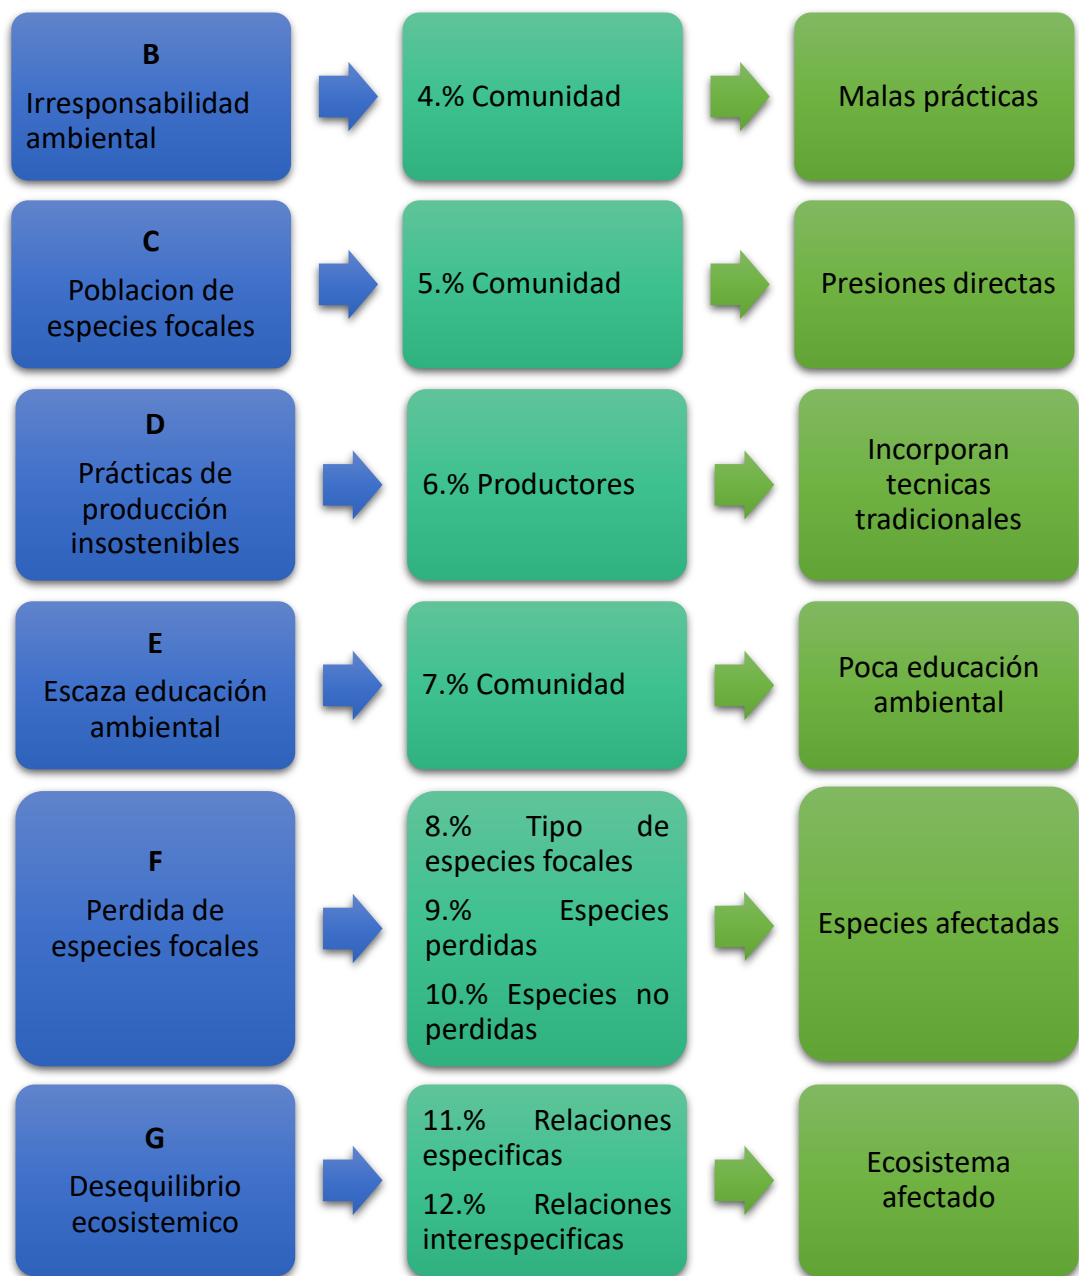 B
Irresponsabilidad
ambiental
4.% Comunidad
Malas prácticas
C
Poblacion de
especies focales
5.% Comunidad
Presiones directas
D
Prácticas de
producción
insostenibles
6.% Productores
Incorporan
tecnicas
tradicionales
E
Escaza educación
ambiental
7.% Comunidad
Poca educación
ambiental
F
Perdida de
especies focales
8.% Tipo de
especies focales
9.% Especies
perdidas
10.% Especies no
perdidas
Especies afectadas
G
Desequilibrio
ecosistemico
11.% Relaciones
especificas
12.% Relaciones
interespecificas
Ecosistema
afectado